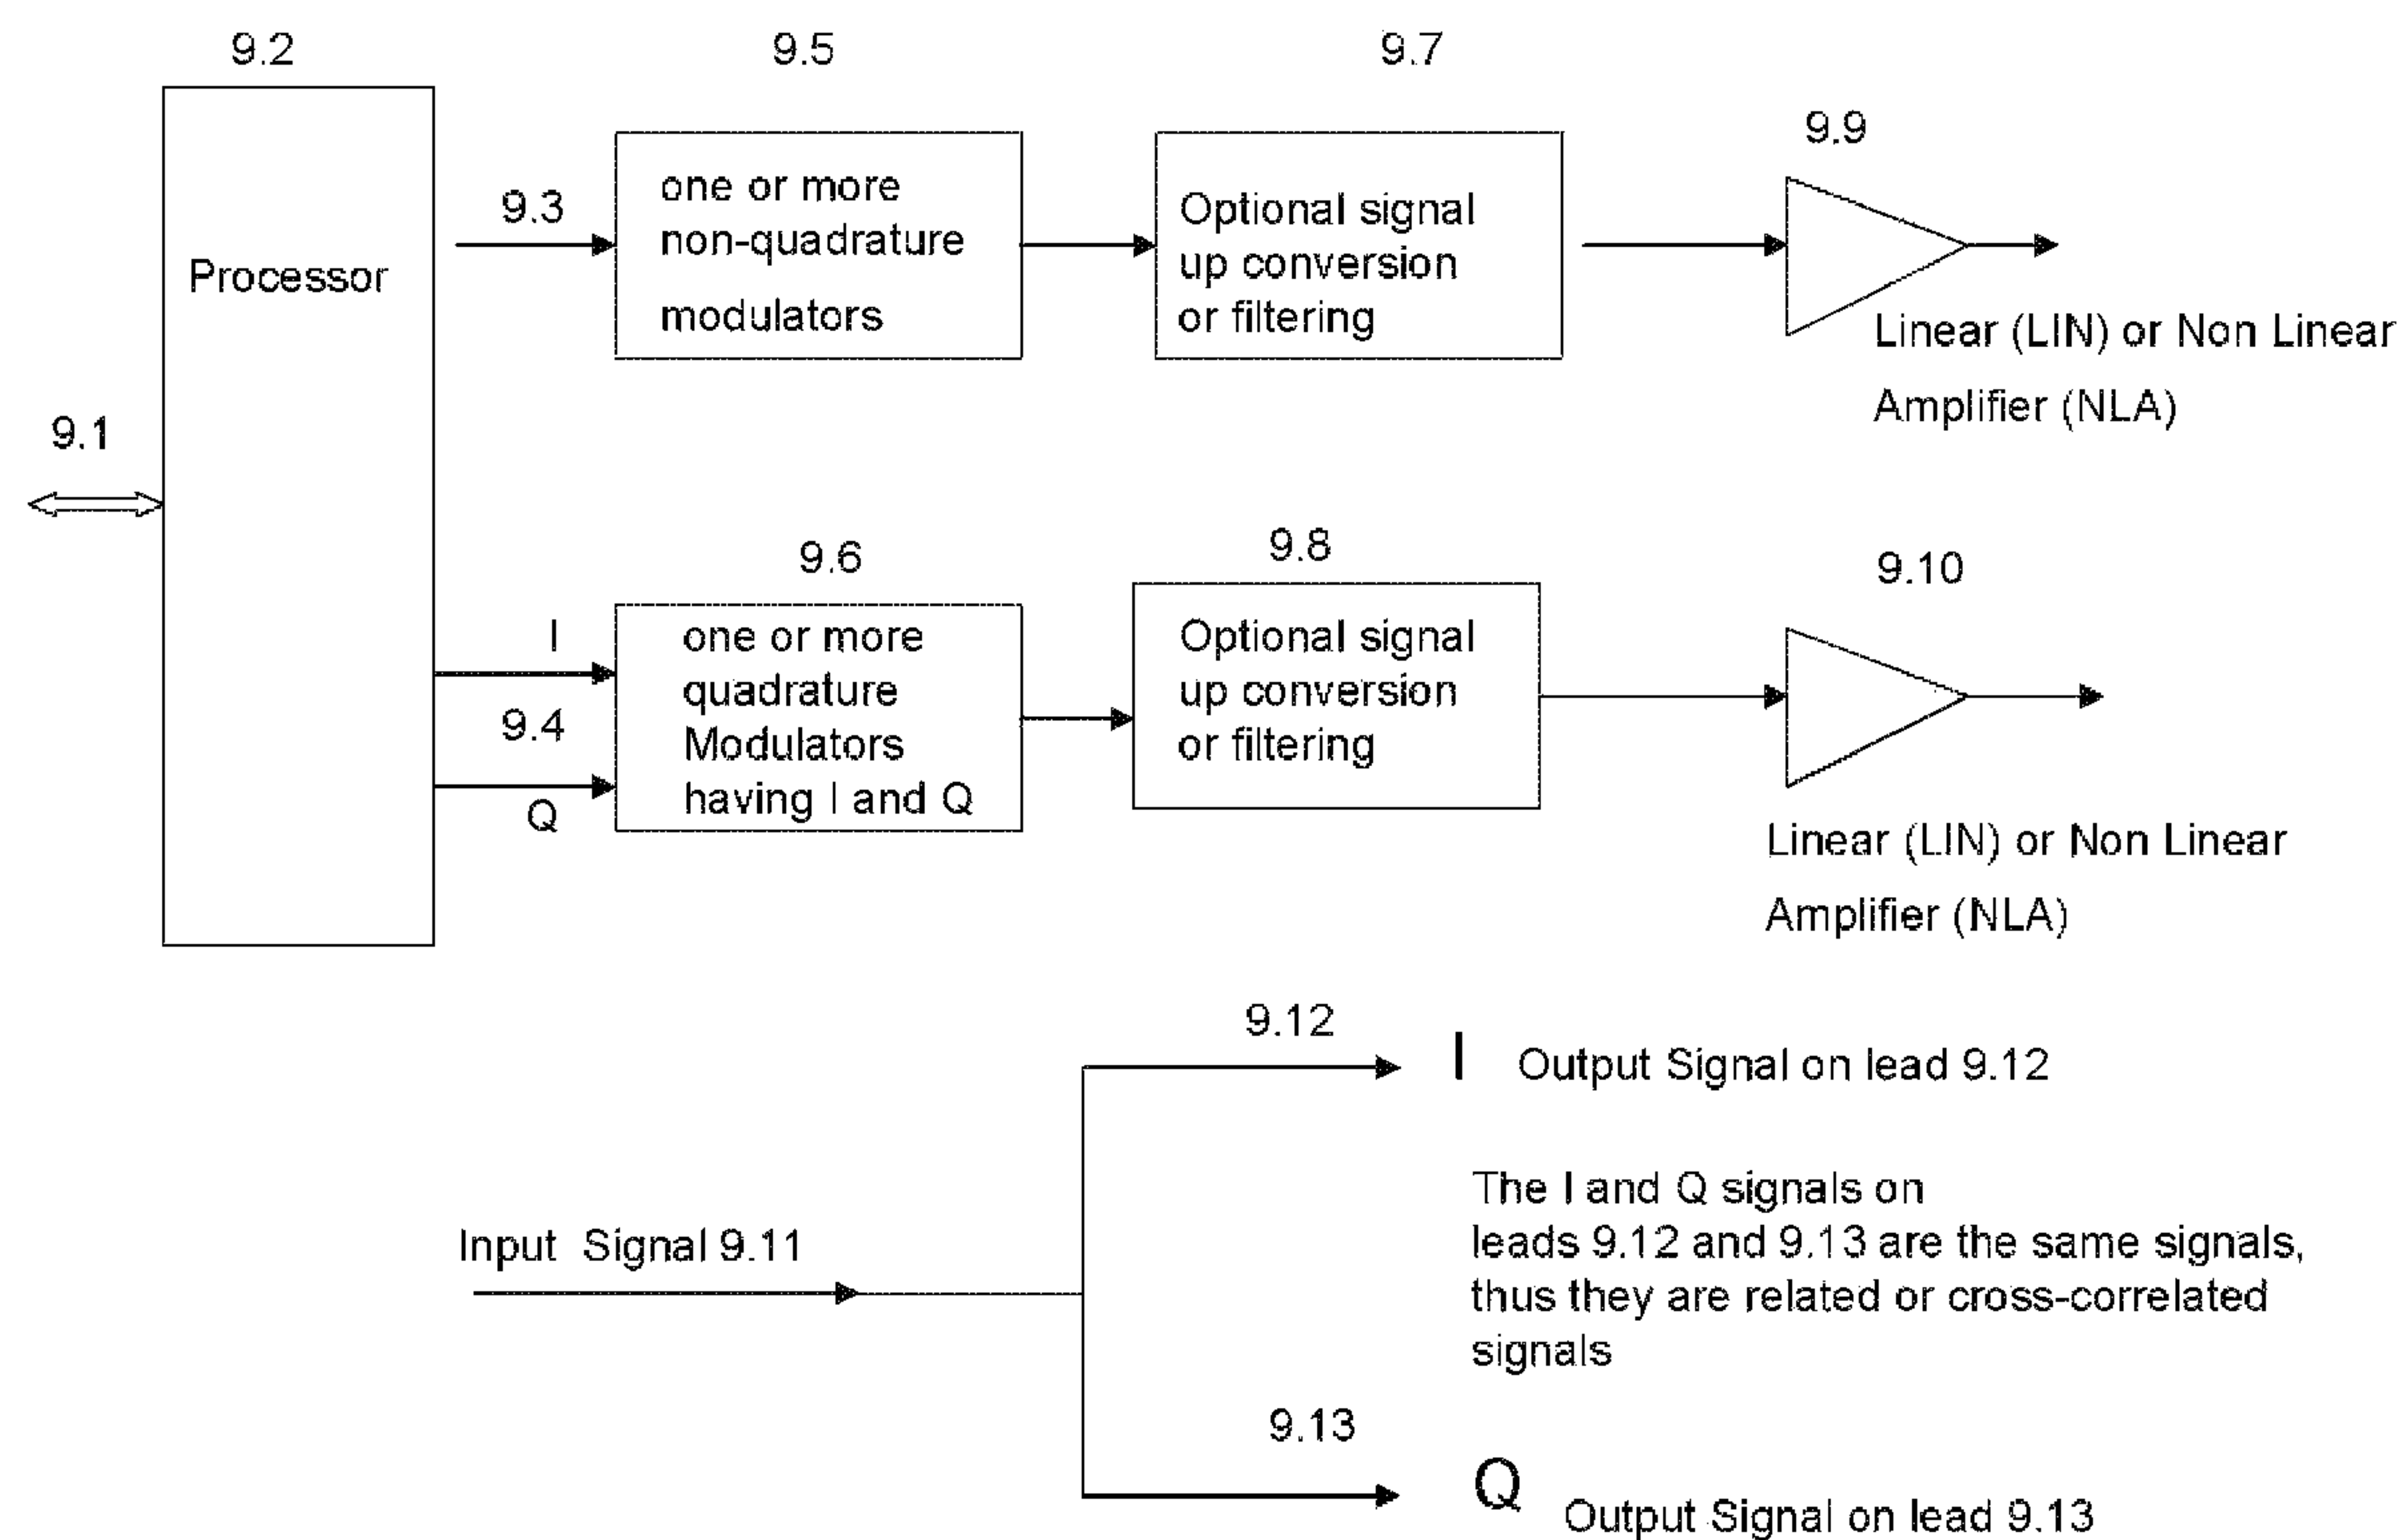 9.2
9.5
9.7
9.9
Processor
9.3
one or more
non-quadrature
modulators
Optional signal
up conversion
or filtering
Linear (LIN) or Non Linear
Amplifier (NLA)
9.1
9.6
9.8
9.10
I
9.4
Q
one or more
quadrature
Modulators
having I and Q
Optional signal
up conversion
or filtering
Linear (LIN) or Non Linear
Amplifier (NLA)
9.12
I Output Signal on lead 9.12
Input Signal 9.11
The I and Q signals on
leads 9.12 and 9.13 are the same signals,
thus they are related or cross-correlated
signals
9.13
Q Output Signal on lead 9.13